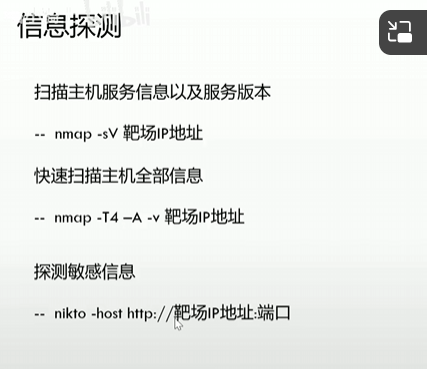 信息探测
bilibili
扫描主机服务信息以及服务版本
-- nmap -sV 靶场IP地址
快速扫描主机全部信息
-- nmap -T4 –A -v 靶场IP地址
探测敏感信息
-- nikto -host http://靶场IP地址:端口